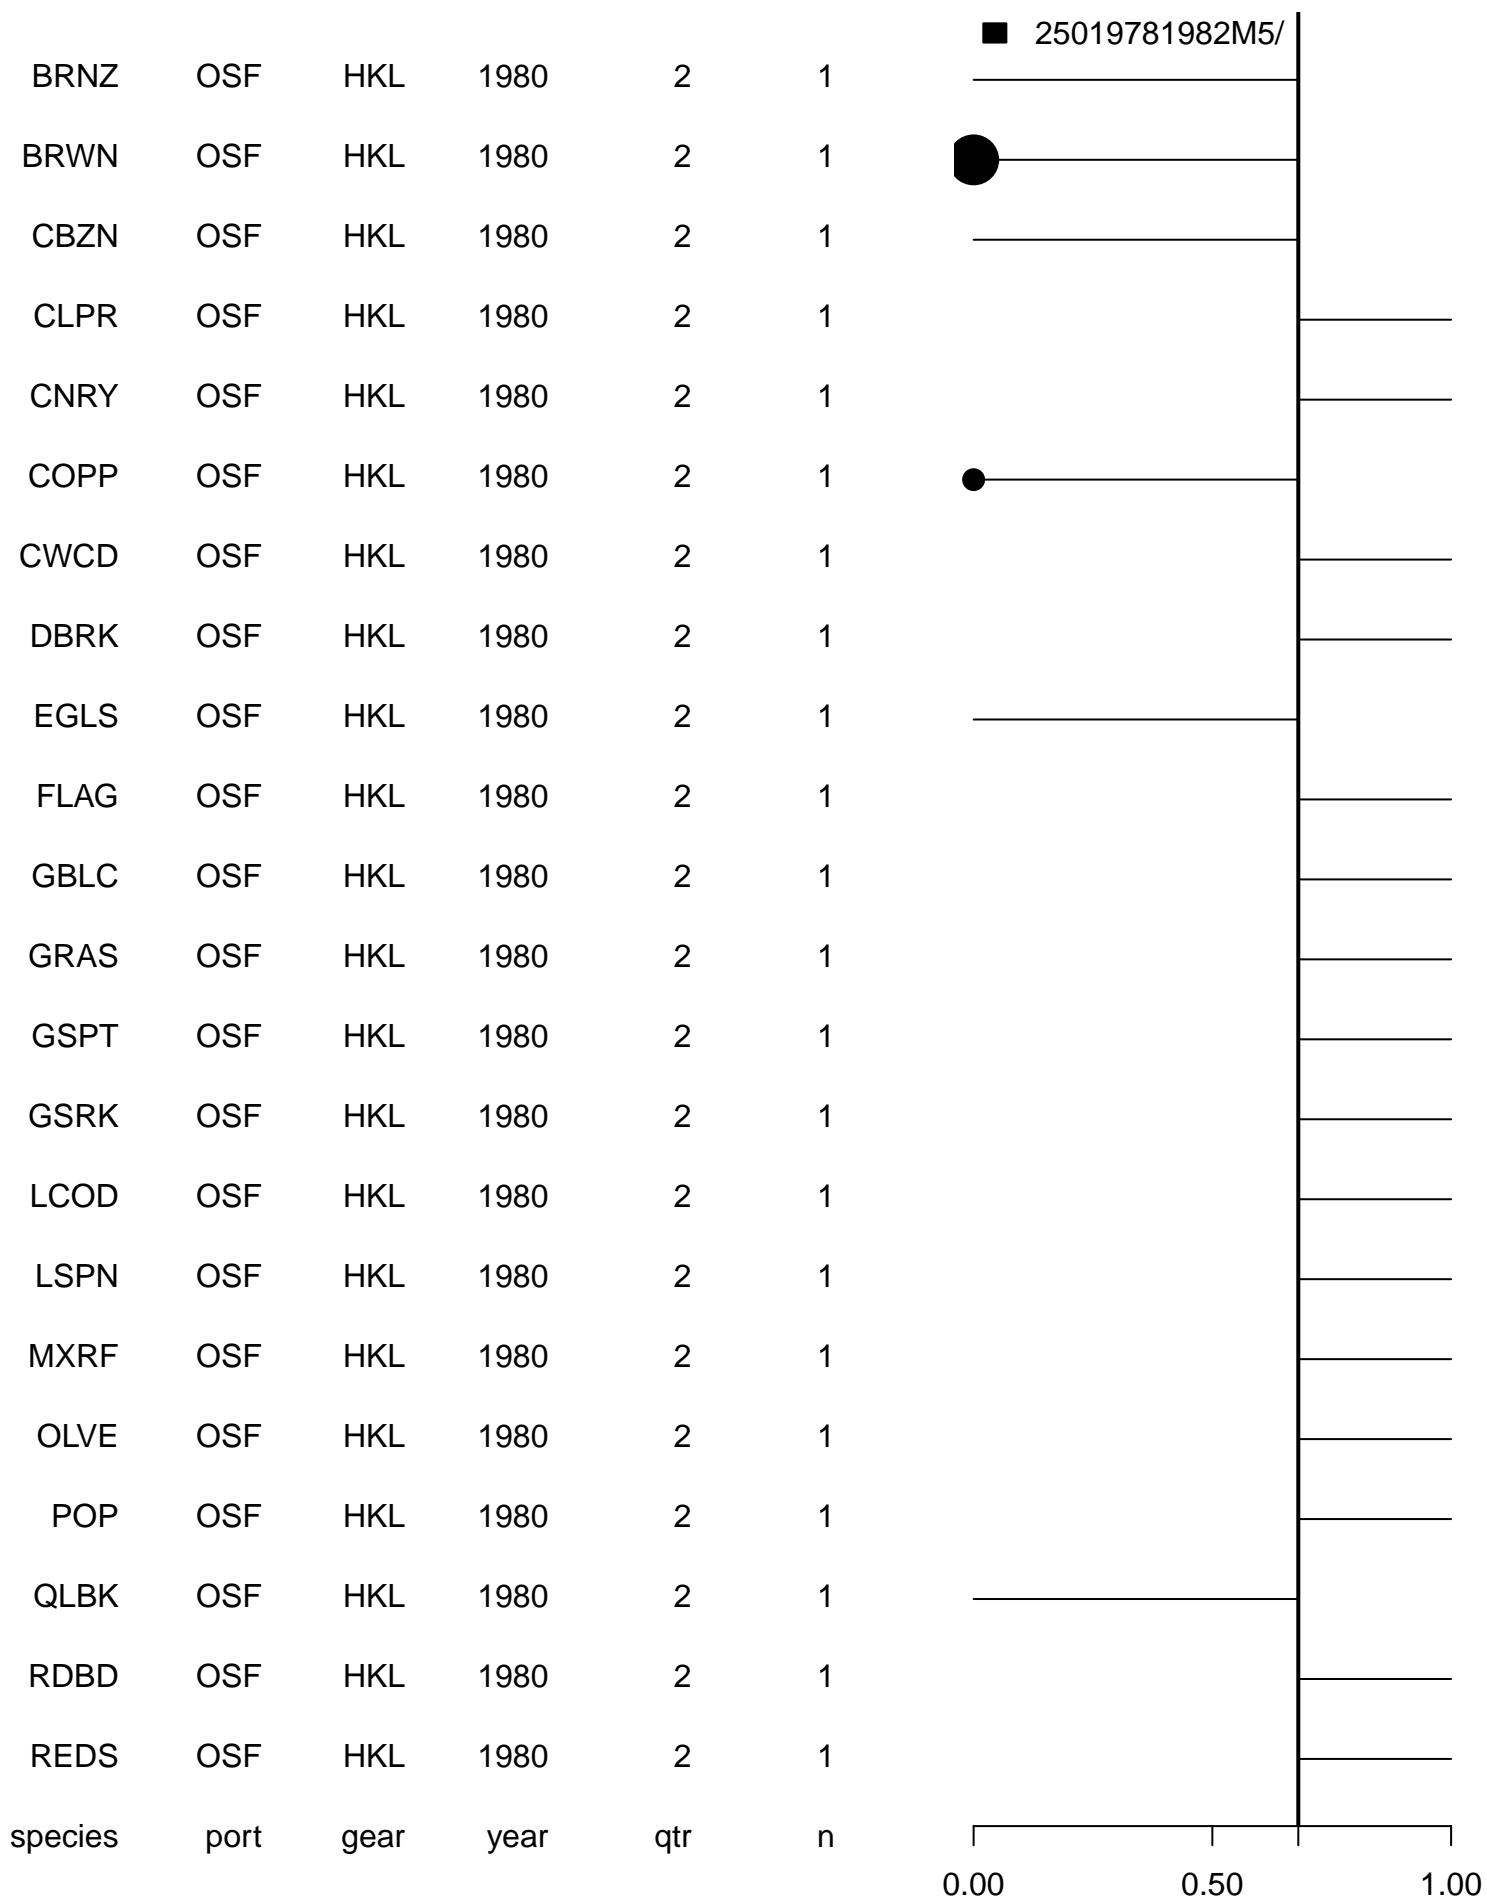 25019781982M5/
BRNZ OSF HKL 1980 2 1
BRWN OSF HKL 1980 2 1
CBZN OSF HKL 1980 2 1
CLPR OSF HKL 1980 2 1
CNRY OSF HKL 1980 2 1
COPP OSF HKL 1980 2 1
CWCD OSF HKL 1980 2 1
DBRK OSF HKL 1980 2 1
EGLS OSF HKL 1980 2 1
FLAG OSF HKL 1980 2 1
GBLC OSF HKL 1980 2 1
GRAS OSF HKL 1980 2 1
GSPT OSF HKL 1980 2 1
GSRK OSF HKL 1980 2 1
LCOD OSF HKL 1980 2 1
LSPN OSF HKL 1980 2 1
MXRF OSF HKL 1980 2 1
OLVE OSF HKL 1980 2 1
POP OSF HKL 1980 2 1
QLBK OSF HKL 1980 2 1
RDBD OSF HKL 1980 2 1
REDS OSF HKL 1980 2 1
species port gear year qtr n
0.00 0.50 1.00